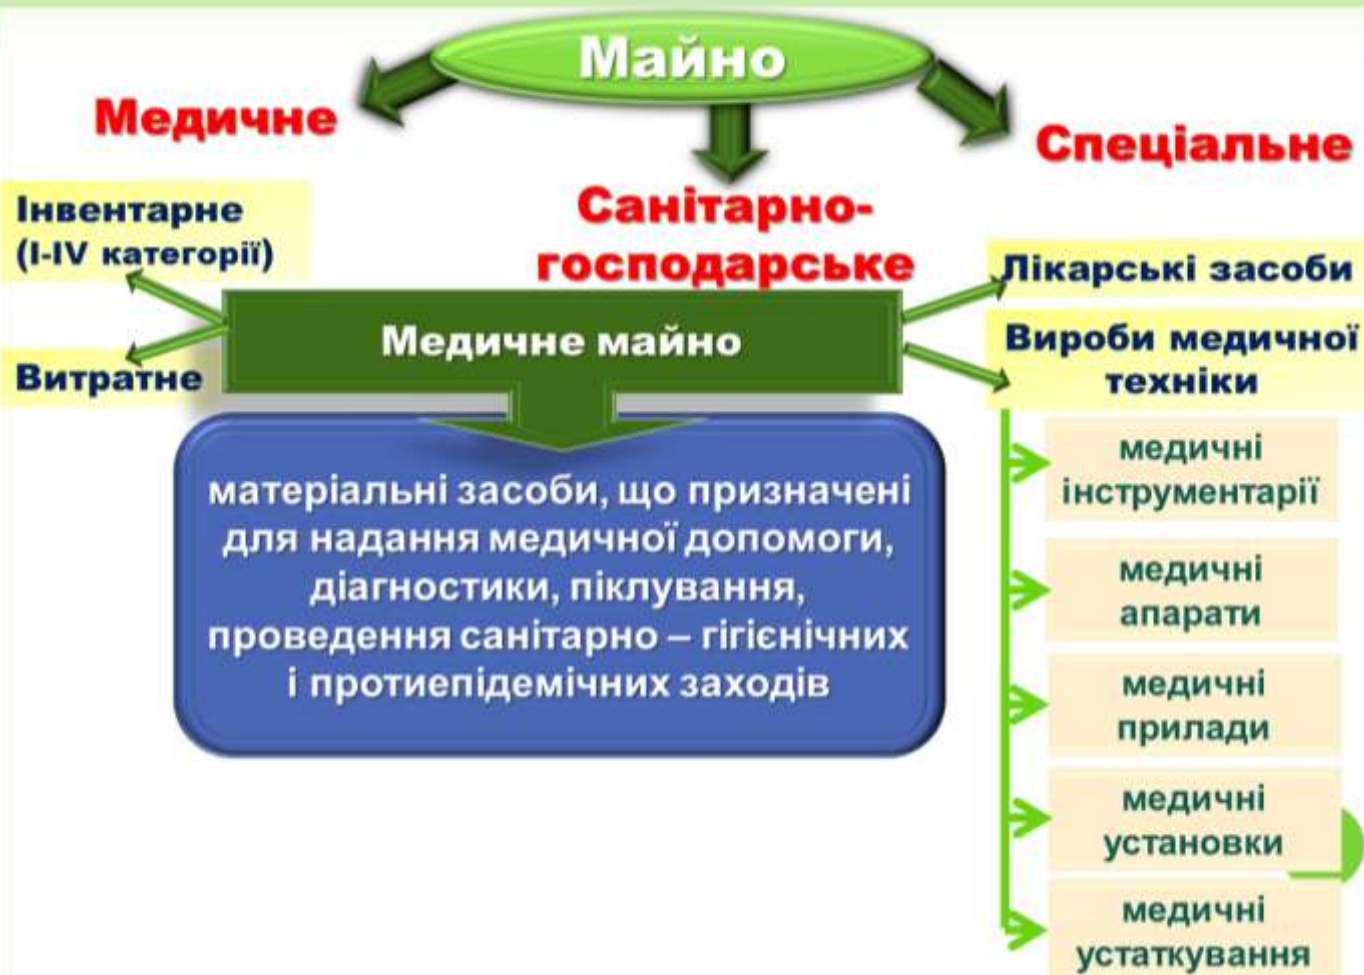 Майно
Медичне
Спеціальне
Санітарно-
господарське
Інвентарне
(І-ІV категорії)
Витратне
Медичне майно
Лікарські засоби
Вироби медичної
техніки
матеріальні засоби, що призначені
для надання медичної допомоги,
діагностики, піклування,
проведення санітарно – гігієнічних
і протиепідемічних заходів
медичні
інструментарії
медичні
апарати
медичні
прилади
медичні
установки
медичні
устаткування